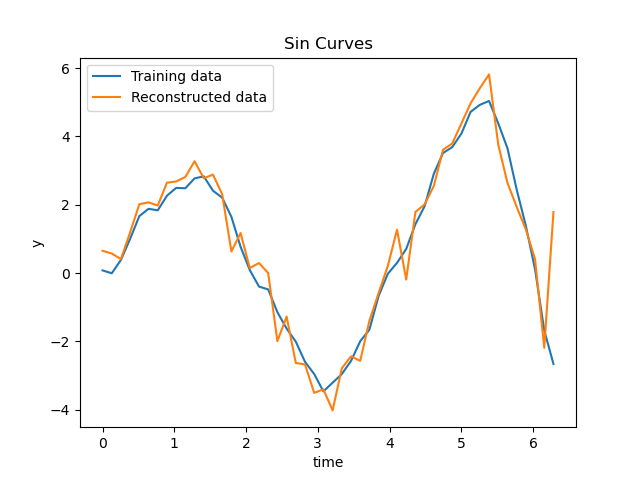 Sin Curves
Training data
Reconstructed data
6
4
2
0
−2
−4
y
0 1 2 3 4 5 6
time